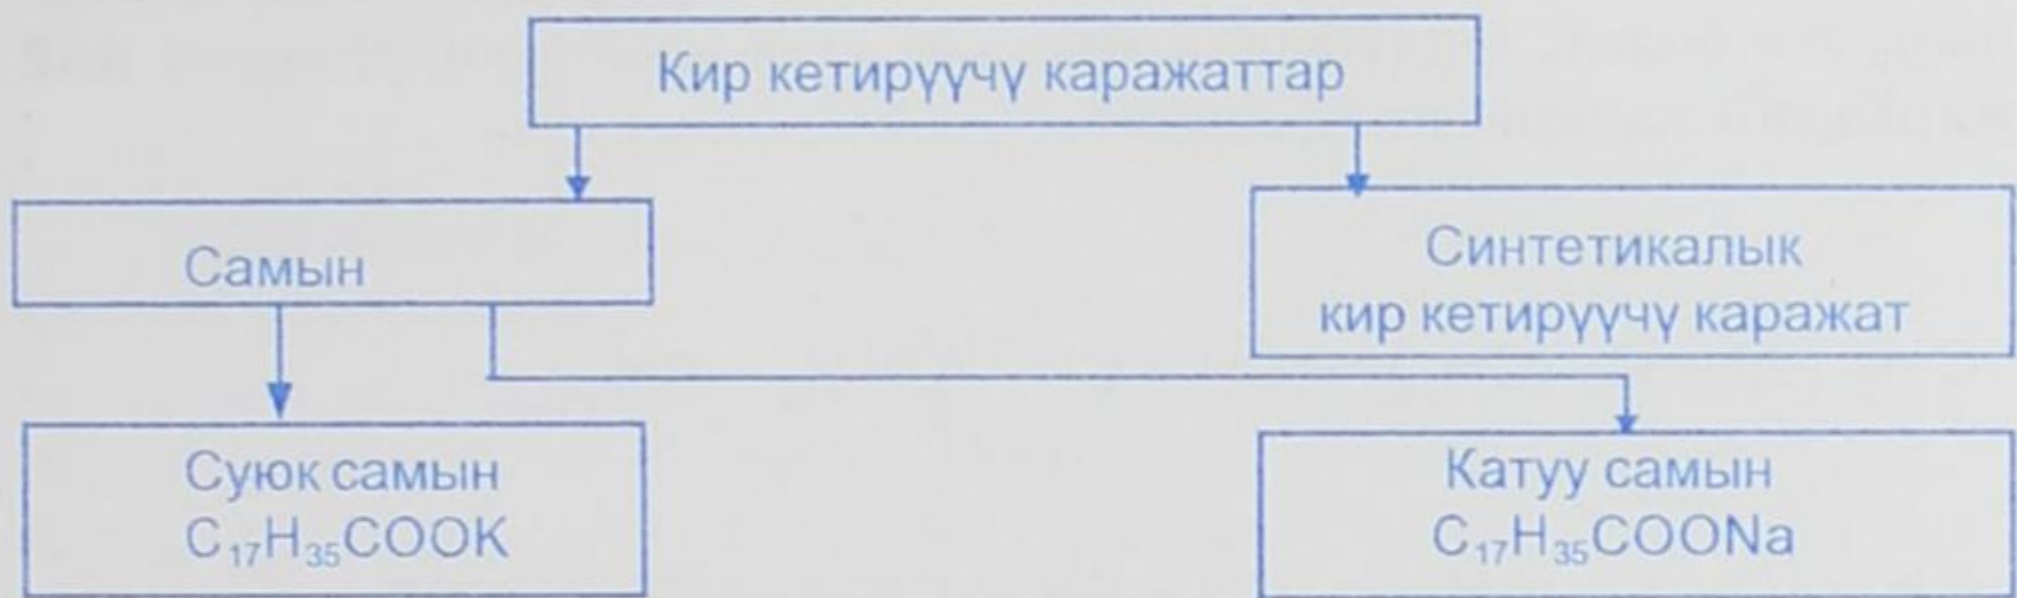 Кир кетирүүчү каражаттар
Самын
Синтетикалык
кир кетирүүчү каражат
Суюк самын
C₁₇H₃₅COOK
Катуу самын
C₁₇H₃₅COONa